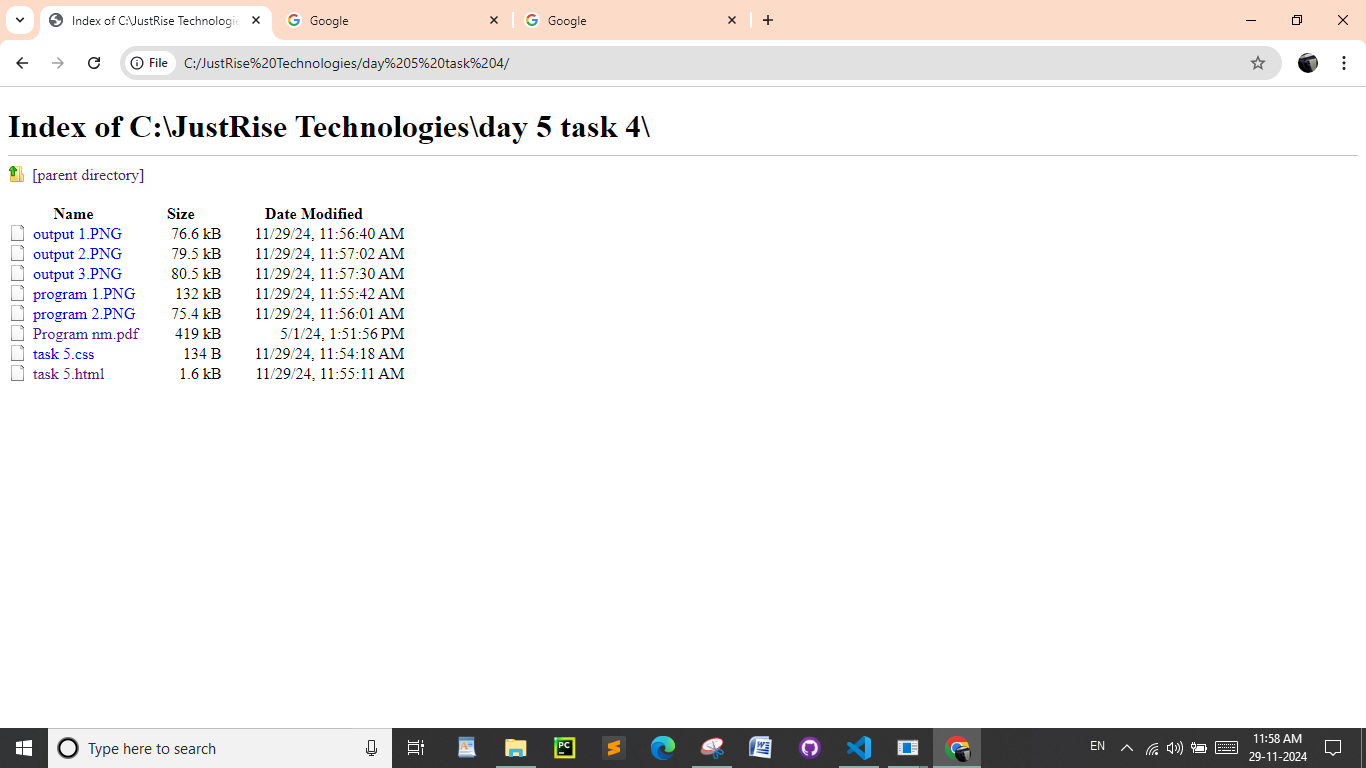 Index of C:\JustRise Technologie
Google
Google
File
C:/JustRise%20Technologies/day%205%20task%204/
Index of C:\JustRise Technologies\day 5 task 4\
[parent directory]
Name Size Date Modified
output 1.PNG 76.6 kB 11/29/24, 11:56:40 AM
output 2.PNG 79.5 kB 11/29/24, 11:57:02 AM
output 3.PNG 80.5 kB 11/29/24, 11:57:30 AM
program 1.PNG 132 kB 11/29/24, 11:55:42 AM
program 2.PNG 75.4 kB 11/29/24, 11:56:01 AM
Program nm.pdf 419 kB 5/1/24, 1:51:56 PM
task 5.css 134 B 11/29/24, 11:54:18 AM
task 5.html 1.6 kB 11/29/24, 11:55:11 AM
Type here to search
PC
W
EN
11:58 AM
29-11-2024